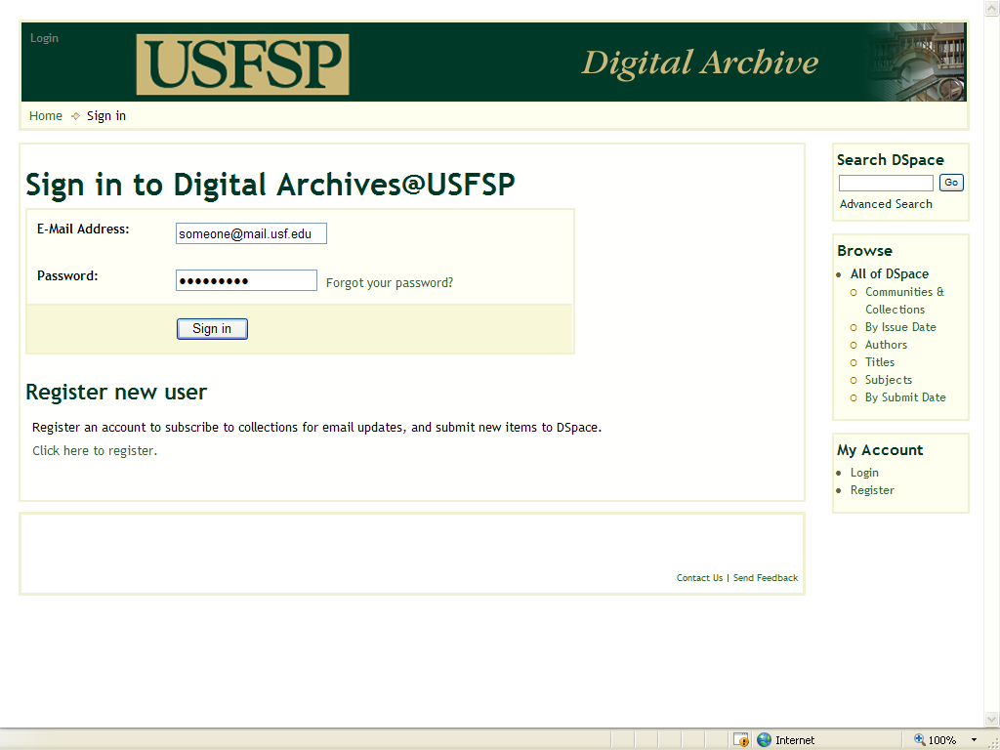 Login
USFSP
Digital Archive
Home
Sign in
Sign in to Digital Archives@USFSP
E-Mail Address:
someone@mail.usf.edu
Password:
•••••••••
Forgot your password?
Sign in
Register new user
Register an account to subscribe to collections for email updates, and submit new items to DSpace.
Click here to register.
Contact Us | Send Feedback
Search DSpace
Go
Advanced Search
Browse
All of DSpace
Communities &
Collections
By Issue Date
Authors
Titles
Subjects
By Submit Date
My Account
Login
Register
Internet
100%